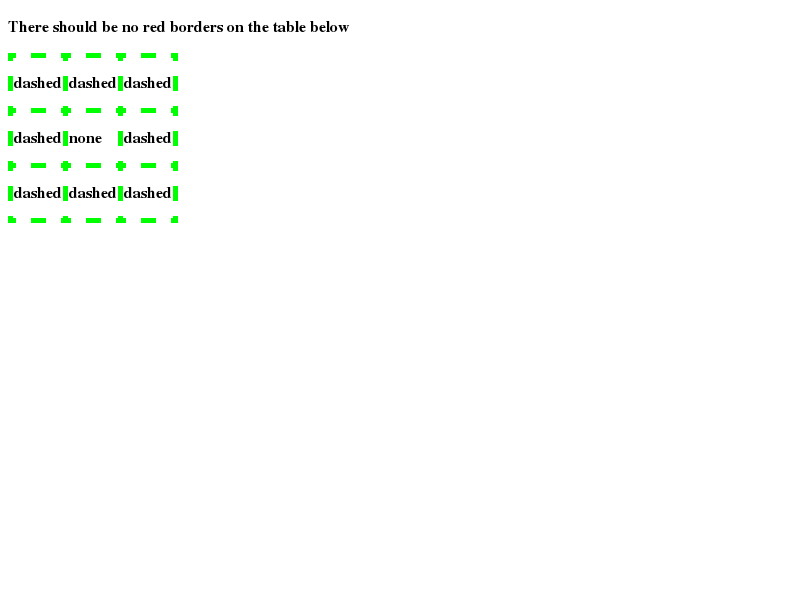 There should be no red borders on the table below
dashed dashed dashed
dashed none dashed
dashed dashed dashed